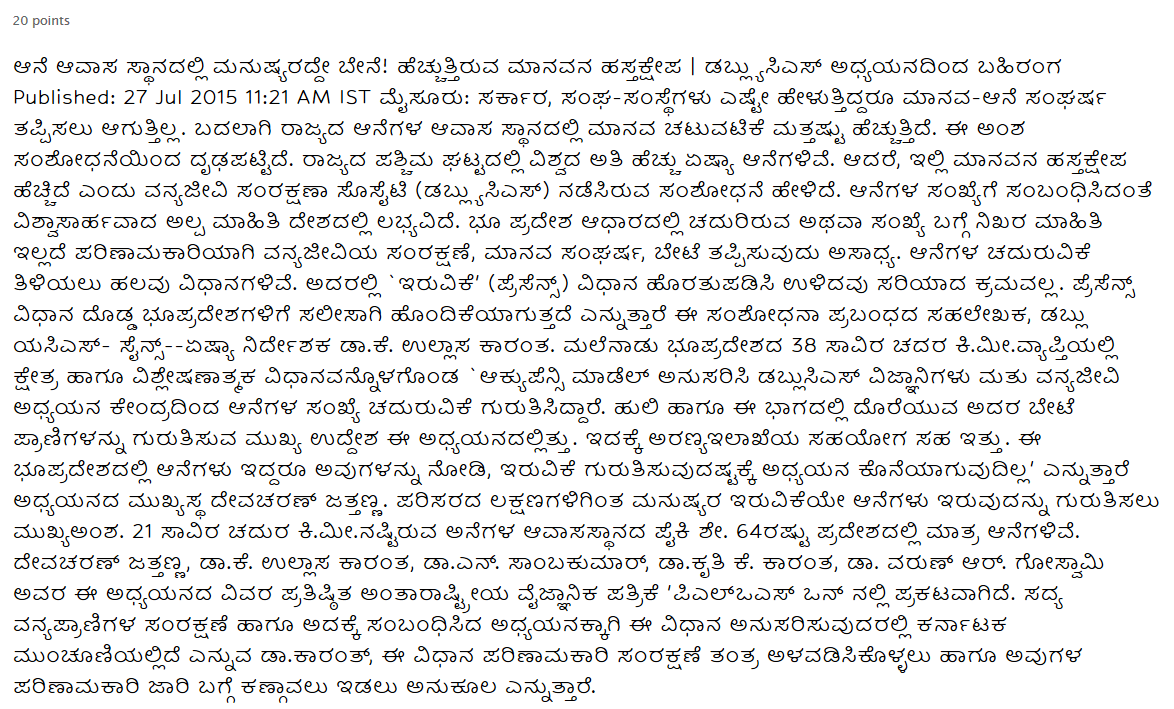 20 points
ಆನೆ ಆವಾಸ ಸ್ಥಾನದಲ್ಲಿ ಮನುಷ್ಯರದ್ದೇ ಬೇನೆ! ಹೆಚ್ಚುತ್ತಿರುವ ಮಾನವನ ಹಸ್ತಕ್ಷೇಪ | ಡಬ್ಲ್ಯುಸಿಎಸ್ ಅಧ್ಯಯನದಿಂದ ಬಹಿರಂಗ
Published: 27 Jul 2015 11:21 AM IST ಮೈಸೂರು: ಸರ್ಕಾರ, ಸಂಘ-ಸಂಸ್ಥೆಗಳು ಎಷ್ಟೇ ಹೇಳುತ್ತಿದ್ದರೂ ಮಾನವ-ಆನೆ ಸಂಘರ್ಷ
ತಪ್ಪಿಸಲು ಆಗುತ್ತಿಲ್ಲ. ಬದಲಾಗಿ ರಾಜ್ಯದ ಆನೆಗಳ ಆವಾಸ ಸ್ಥಾನದಲ್ಲಿ ಮಾನವ ಚಟುವಟಿಕೆ ಮತ್ತಷ್ಟು ಹೆಚ್ಚುತ್ತಿದೆ. ಈ ಅಂಶ
ಸಂಶೋಧನೆಯಿಂದ ದೃಢಪಟ್ಟಿದೆ. ರಾಜ್ಯದ ಪಶ್ಚಿಮ ಘಟ್ಟದಲ್ಲಿ ವಿಶ್ವದ ಅತಿ ಹೆಚ್ಚು ಏಷ್ಯಾ ಆನೆಗಳಿವೆ. ಆದರೆ, ಇಲ್ಲಿ ಮಾನವನ ಹಸ್ತಕ್ಷೇಪ
ಹೆಚ್ಚಿದೆ ಎಂದು ವನ್ಯಜೀವಿ ಸಂರಕ್ಷಣಾ ಸೊಸೈಟಿ (ಡಬ್ಲ್ಯುಸಿಎಸ್) ನಡೆಸಿರುವ ಸಂಶೋಧನೆ ಹೇಳಿದೆ. ಆನೆಗಳ ಸಂಖ್ಯೆಗೆ ಸಂಬಂಧಿಸಿದಂತೆ
ವಿಶ್ವಾಸಾರ್ಹವಾದ ಅಲ್ಪ ಮಾಹಿತಿ ದೇಶದಲ್ಲಿ ಲಭ್ಯವಿದೆ. ಭೂ ಪ್ರದೇಶ ಆಧಾರದಲ್ಲಿ ಚದುರಿರುವ ಅಥವಾ ಸಂಖ್ಯೆ ಬಗ್ಗೆ ನಿಖರ ಮಾಹಿತಿ
ಇಲ್ಲದೆ ಪರಿಣಾಮಕಾರಿಯಾಗಿ ವನ್ಯಜೀವಿಯ ಸಂರಕ್ಷಣೆ, ಮಾನವ ಸಂಘರ್ಷ, ಬೇಟೆ ತಪ್ಪಿಸುವುದು ಅಸಾಧ್ಯ. ಆನೆಗಳ ಚದುರುವಿಕೆ
ತಿಳಿಯಲು ಹಲವು ವಿಧಾನಗಳಿವೆ. ಅದರಲ್ಲಿ `ಇರುವಿಕೆ' (ಪ್ರೆಸೆನ್ಸ್) ವಿಧಾನ ಹೊರತುಪಡಿಸಿ ಉಳಿದವು ಸರಿಯಾದ ಕ್ರಮವಲ್ಲ. ಪ್ರೆಸೆನ್ಸ್
ವಿಧಾನ ದೊಡ್ಡ ಭೂಪ್ರದೇಶಗಳಿಗೆ ಸಲೀಸಾಗಿ ಹೊಂದಿಕೆಯಾಗುತ್ತದೆ ಎನ್ನುತ್ತಾರೆ ಈ ಸಂಶೋಧನಾ ಪ್ರಬಂಧದ ಸಹಲೇಖಕ, ಡಬ್ಲು
ಯಸಿಎಸ್- ಸೈನ್ಸ್--ಏಷ್ಯಾ ನಿರ್ದೇಶಕ ಡಾ.ಕೆ. ಉಲ್ಲಾಸ ಕಾರಂತ. ಮಲೆನಾಡು ಭೂಪ್ರದೇಶದ 38 ಸಾವಿರ ಚದರ ಕಿ.ಮೀ.ವ್ಯಾಪ್ತಿಯಲ್ಲಿ
ಕ್ಷೇತ್ರ ಹಾಗೂ ವಿಶ್ಲೇಷಣಾತ್ಮಕ ವಿಧಾನವನ್ನೊಳಗೊಂಡ `ಆಕ್ಯುಪೆನ್ಸಿ ಮಾಡೆಲ್ ಅನುಸರಿಸಿ ಡಬ್ಲುಸಿಎಸ್ ವಿಜ್ಞಾನಿಗಳು ಮತು ವನ್ಯಜೀವಿ
ಅಧ್ಯಯನ ಕೇಂದ್ರದಿಂದ ಆನೆಗಳ ಸಂಖ್ಯೆ ಚದುರುವಿಕೆ ಗುರುತಿಸಿದ್ದಾರೆ. ಹುಲಿ ಹಾಗೂ ಈ ಭಾಗದಲ್ಲಿ ದೊರೆಯುವ ಅದರ ಬೇಟೆ
ಪ್ರಾಣಿಗಳನ್ನು ಗುರುತಿಸುವ ಮುಖ್ಯ ಉದ್ದೇಶ ಈ ಅಧ್ಯಯನದಲ್ಲಿತ್ತು. ಇದಕ್ಕೆ ಅರಣ್ಯಇಲಾಖೆಯ ಸಹಯೋಗ ಸಹ ಇತ್ತು. ಈ
ಭೂಪ್ರದೇಶದಲ್ಲಿ ಆನೆಗಳು ಇದ್ದರೂ ಅವುಗಳನ್ನು ನೋಡಿ, ಇರುವಿಕೆ ಗುರುತಿಸುವುದಷ್ಟಕ್ಕೆ ಅಧ್ಯಯನ ಕೊನೆಯಾಗುವುದಿಲ್ಲ' ಎನ್ನುತ್ತಾರೆ
ಅಧ್ಯಯನದ ಮುಖ್ಯಸ್ಥ ದೇವಚರಣ್ ಜತ್ತಣ್ಣ. ಪರಿಸರದ ಲಕ್ಷಣಗಳಿಗಿಂತ ಮನುಷ್ಯರ ಇರುವಿಕೆಯೇ ಆನೆಗಳು ಇರುವುದನ್ನು ಗುರುತಿಸಲು
ಮುಖ್ಯಅಂಶ. 21 ಸಾವಿರ ಚದುರ ಕಿ.ಮೀ.ನಷ್ಟಿರುವ ಅನೆಗಳ ಆವಾಸಸ್ಥಾನದ ಪೈಕಿ ಶೇ. 64ರಷ್ಟು ಪ್ರದೇಶದಲ್ಲಿ ಮಾತ್ರ ಆನೆಗಳಿವೆ.
ದೇವಚರಣ್ ಜತ್ತಣ್ಣ, ಡಾ.ಕೆ. ಉಲ್ಲಾಸ ಕಾರಂತ, ಡಾ.ಎನ್. ಸಾಂಬಕುಮಾರ್, ಡಾ.ಕೃತಿ ಕೆ. ಕಾರಂತ, ಡಾ. ವರುಣ್ ಆರ್. ಗೋಸ್ವಾಮಿ
ಅವರ ಈ ಅಧ್ಯಯನದ ವಿವರ ಪ್ರತಿಷ್ಠಿತ ಅಂತಾರಾಷ್ಟ್ರೀಯ ವೈಜ್ಞಾನಿಕ ಪತ್ರಿಕೆ 'ಪಿಎಲ್‌ಒಎಸ್ ಒನ್ ನಲ್ಲಿ ಪ್ರಕಟವಾಗಿದೆ. ಸದ್ಯ
ವನ್ಯಪ್ರಾಣಿಗಳ ಸಂರಕ್ಷಣೆ ಹಾಗೂ ಅದಕ್ಕೆ ಸಂಬಂಧಿಸಿದ ಅಧ್ಯಯನಕ್ಕಾಗಿ ಈ ವಿಧಾನ ಅನುಸರಿಸುವುದರಲ್ಲಿ ಕರ್ನಾಟಕ
ಮುಂಚೂಣಿಯಲ್ಲಿದೆ ಎನ್ನುವ ಡಾ.ಕಾರಂತ್, ಈ ವಿಧಾನ ಪರಿಣಾಮಕಾರಿ ಸಂರಕ್ಷಣೆ ತಂತ್ರ ಅಳವಡಿಸಿಕೊಳ್ಳಲು ಹಾಗೂ ಅವುಗಳ
ಪರಿಣಾಮಕಾರಿ ಜಾರಿ ಬಗ್ಗೆ ಕಣ್ಗಾವಲು ಇಡಲು ಅನುಕೂಲ ಎನ್ನುತ್ತಾರೆ.